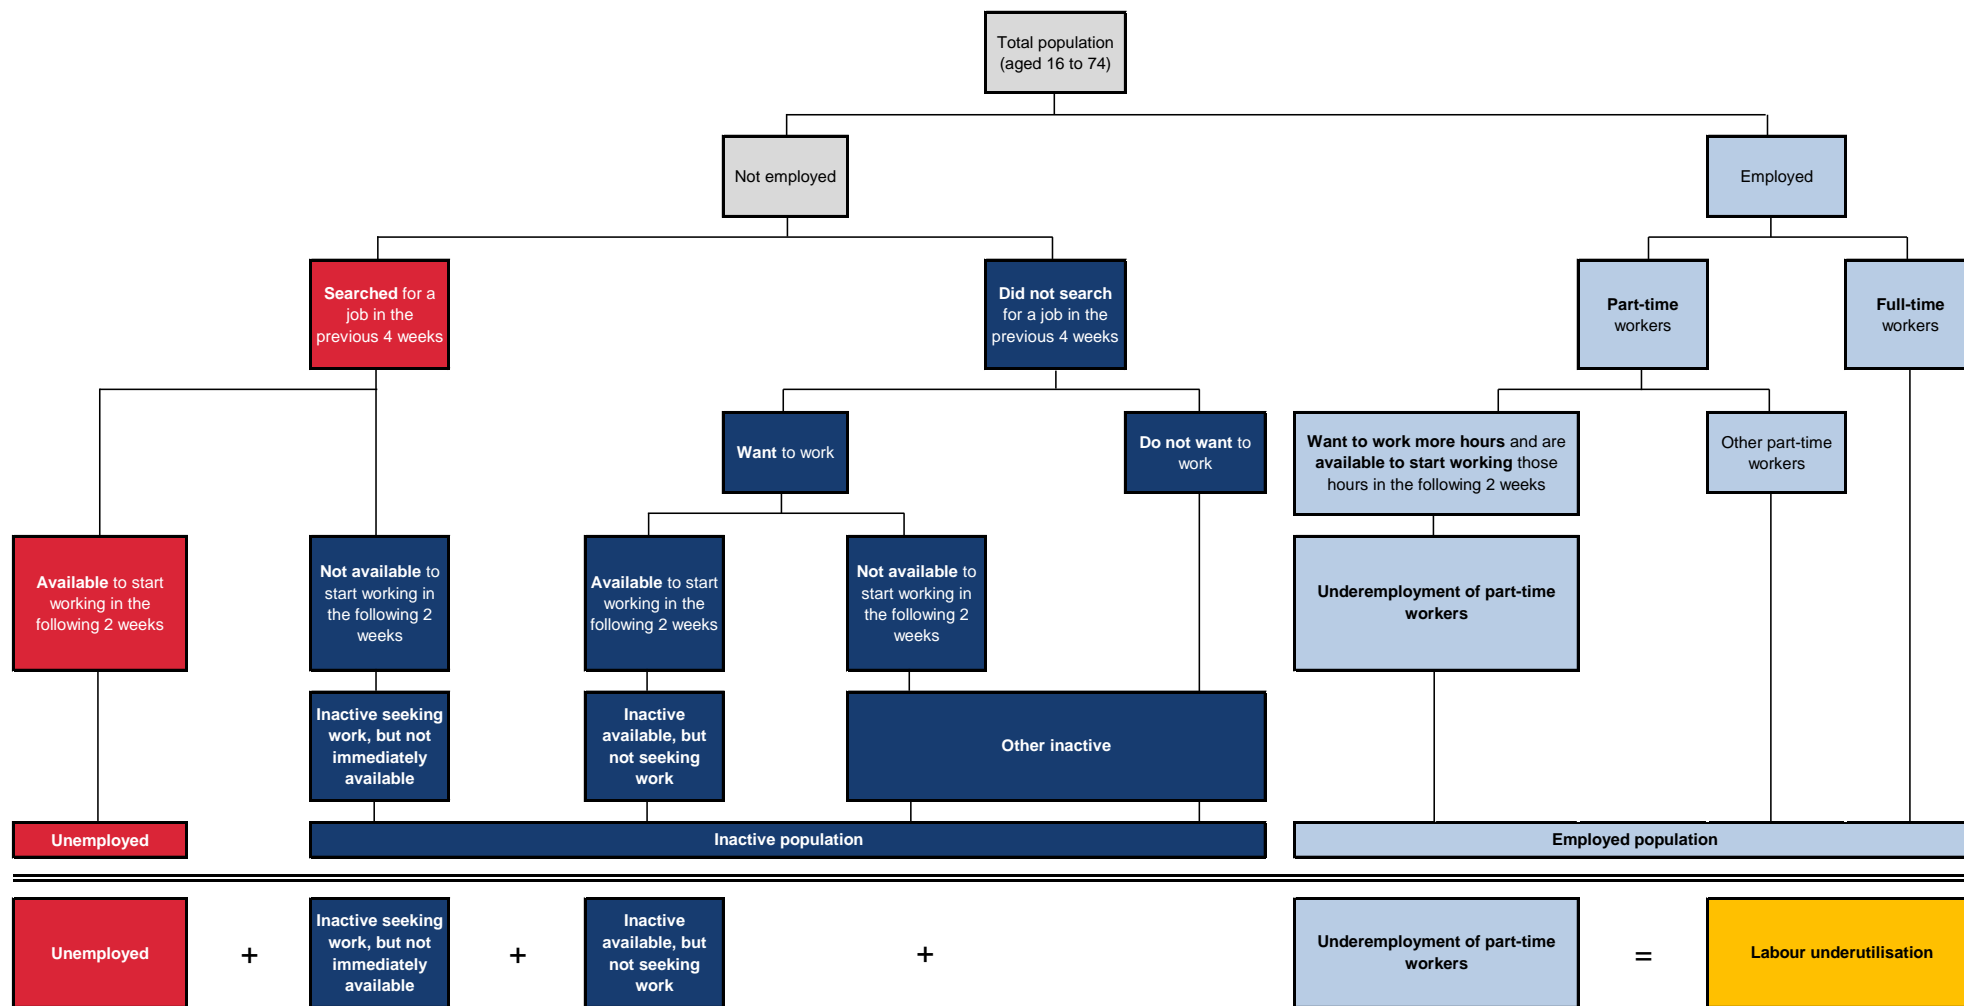 Total population
(aged 16 to 74)
Not employed
Employed
Searched for a
job in the
previous 4 weeks
Did not search
for a job in the
previous 4 weeks
Part-time
workers
Full-time
workers
Want to work
Do not want to
work
Want to work more hours and are
available to start working those
hours in the following 2 weeks
Other part-time
workers
Available to start
working in the
following 2 weeks
Not available to
start working in
the following 2
weeks
Available to start
working in the
following 2 weeks
Not available to
start working in
the following 2
weeks
Underemployment of part-time
workers
Inactive seeking
work, but not
immediately
available
Inactive
available, but
not seeking
work
Other inactive
Unemployed
Inactive population
Employed population
Unemployed
+
Inactive seeking
work, but not
immediately
available
+
Inactive
available, but
not seeking
work
+
Underemployment of part-time
workers
=
Labour underutilisation